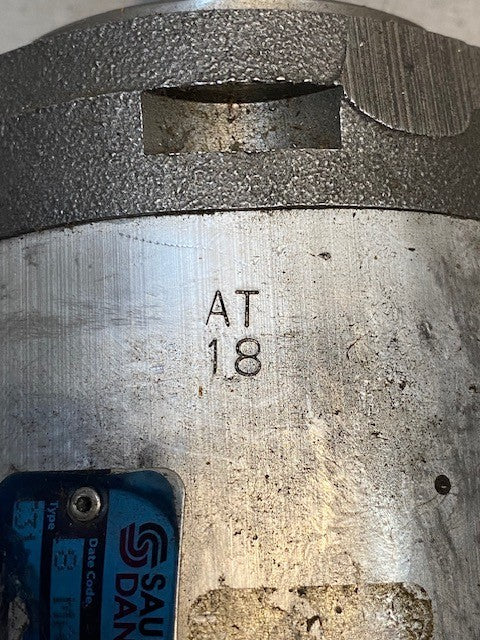 AT
18
SAU
DAN
Date Code.
Type